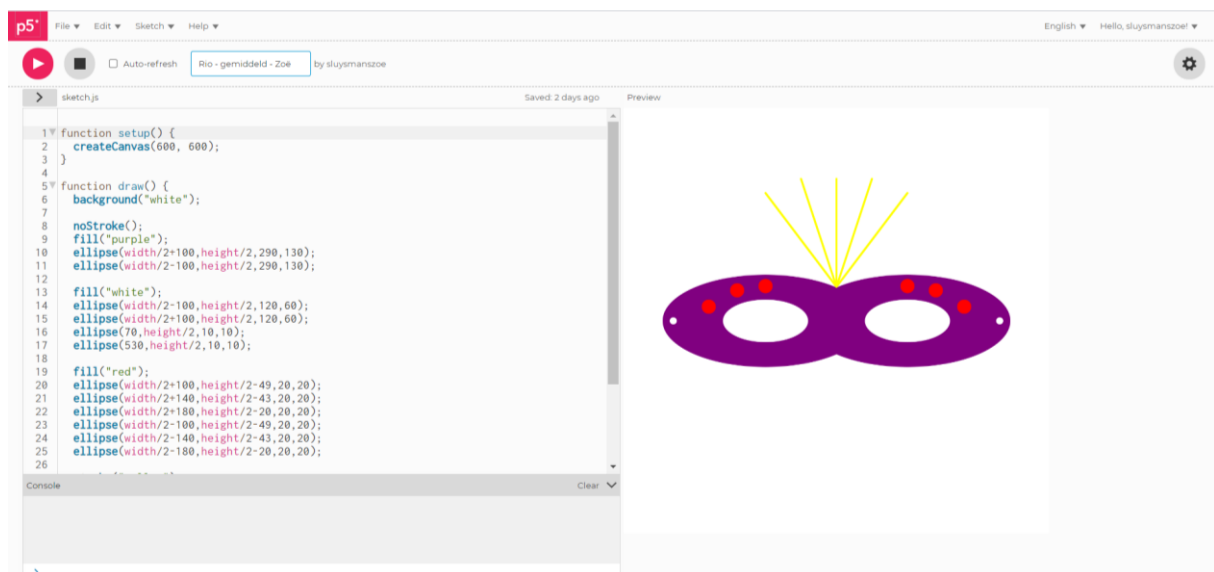 p5* File Edit Sketch Help English Hello, sluysmanszoe!
Auto-refresh Rio - gemiddeld - Zoë by sluysmanszoe
> sketch.js Saved: 2 days ago Preview
1 function setup() {
2 createCanvas(600, 600);
3 }
4
5 function draw() {
6 background("white");
7
8 noStroke();
9 fill("purple");
10 ellipse(width/2+100,height/2,290,130);
11 ellipse(width/2-100,height/2,290,130);
12
13 fill("white");
14 ellipse(width/2-100,height/2,120,60);
15 ellipse(width/2+100,height/2,120,60);
16 ellipse(70,height/2,10,10);
17 ellipse(530,height/2,10,10);
18
19 fill("red");
20 ellipse(width/2+100,height/2-49,20,20);
21 ellipse(width/2+140,height/2-43,20,20);
22 ellipse(width/2+180,height/2-20,20,20);
23 ellipse(width/2-100,height/2-49,20,20);
24 ellipse(width/2-140,height/2-43,20,20);
25 ellipse(width/2-180,height/2-20,20,20);
26
Console Clear